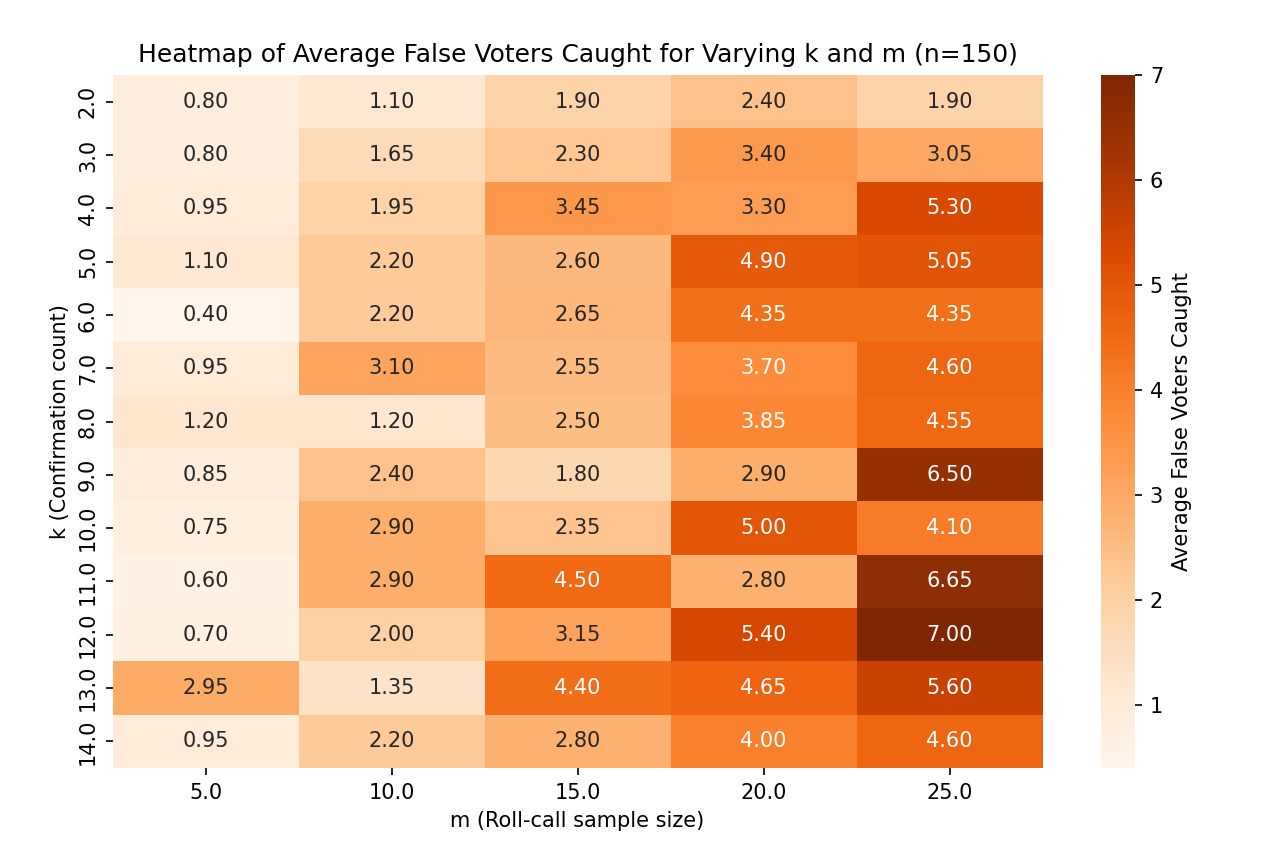 Heatmap of Average False Voters Caught for Varying k and m (n=150)
2.0 0.80 1.10 1.90 2.40 1.90
3.0 0.80 1.65 2.30 3.40 3.05
4.0 0.95 1.95 3.45 3.30 5.30
5.0 1.10 2.20 2.60 4.90 5.05
6.0 0.40 2.20 2.65 4.35 4.35
7.0 0.95 3.10 2.55 3.70 4.60
8.0 1.20 1.20 2.50 3.85 4.55
9.0 0.85 2.40 1.80 2.90 6.50
10.0 0.75 2.90 2.35 5.00 4.10
11.0 0.60 2.90 4.50 2.80 6.65
12.0 0.70 2.00 3.15 5.40 7.00
13.0 2.95 1.35 4.40 4.65 5.60
14.0 0.95 2.20 2.80 4.00 4.60
5.0 10.0 15.0 20.0 25.0
m (Roll-call sample size)
k (Confirmation count)
7
6
5
4
3
2
1
Average False Voters Caught